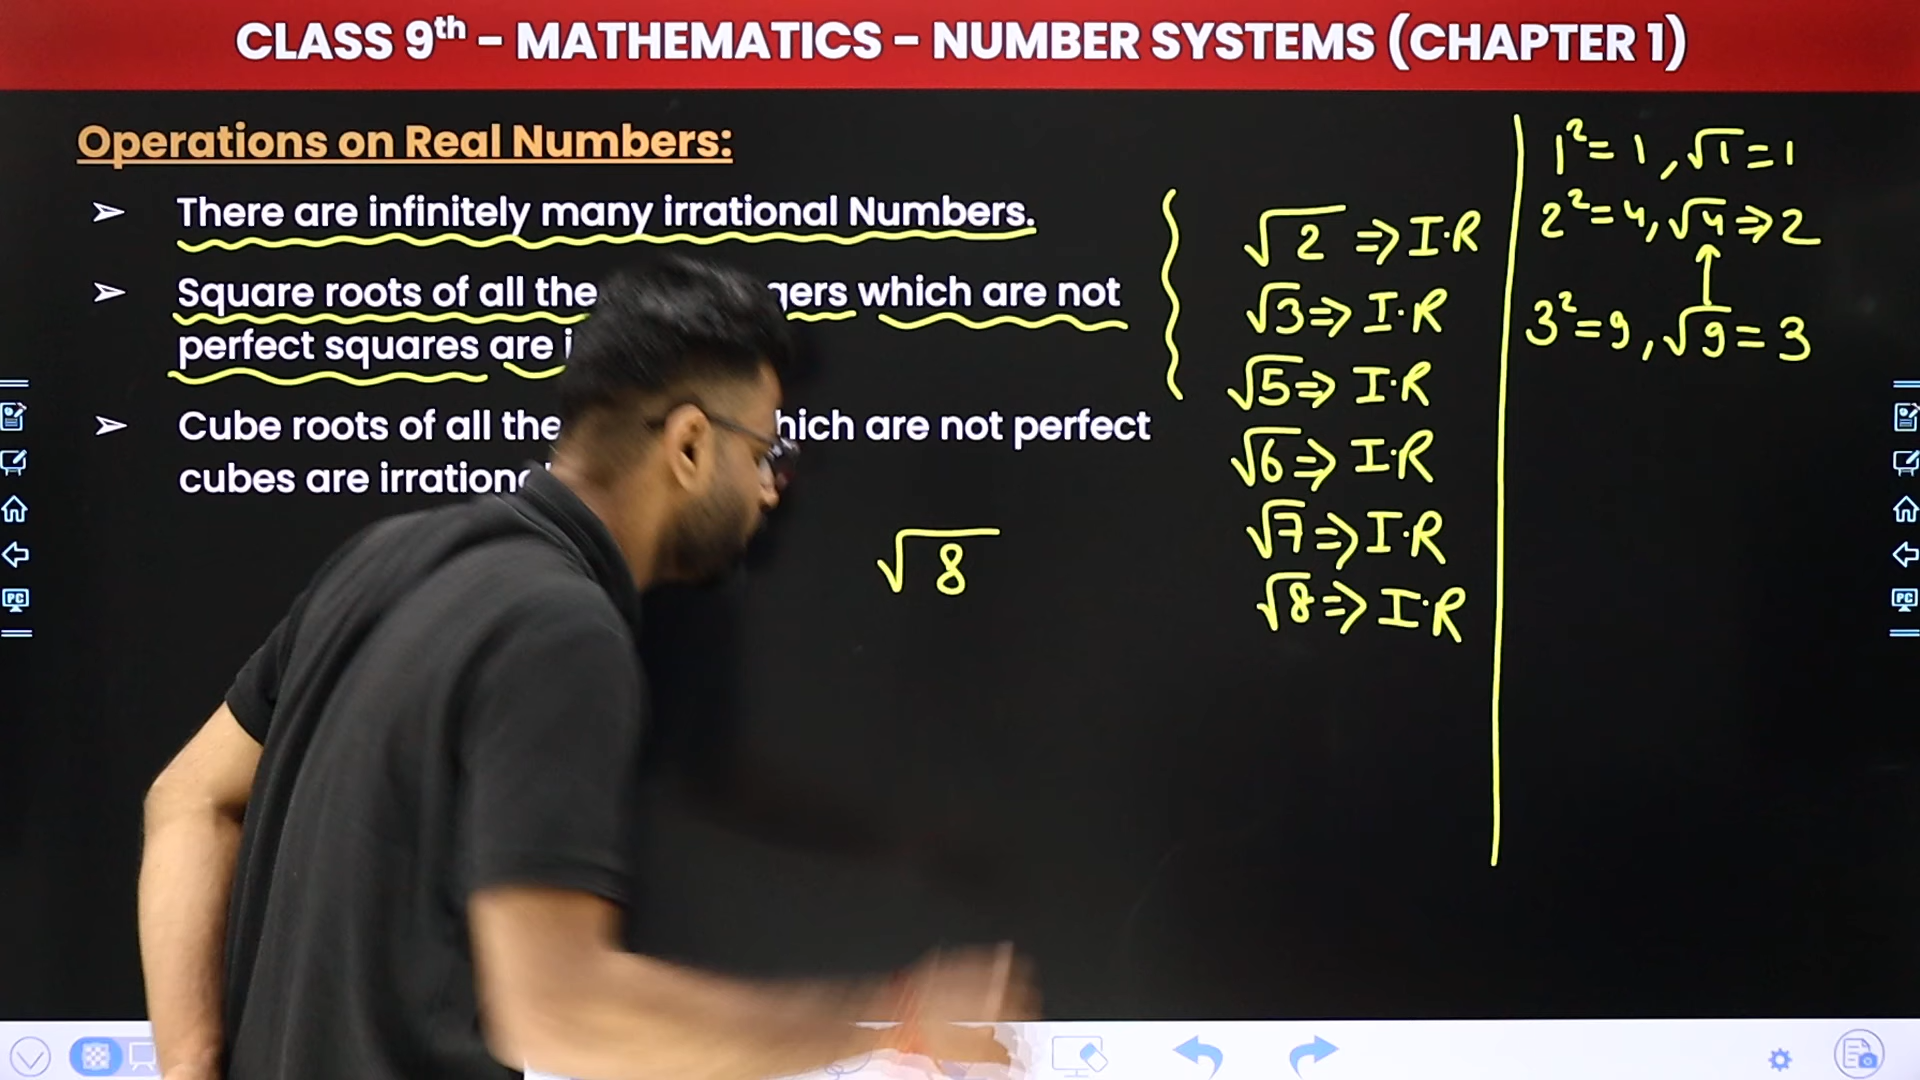 CLASS 9th - MATHEMATICS - NUMBER SYSTEMS (CHAPTER 1)
Operations on Real Numbers:
➢ There are infinitely many irrational Numbers.
➢ Square roots of all the which are not
perfect squares are
➢ Cube roots of all the are not perfect
cubes are
√8
√2 ⇒ I·R
√3 ⇒ I·R
√5 ⇒ I·R
√6 ⇒ I·R
√7 ⇒ I·R
√8 ⇒ I·R
1² = 1, √1 = 1
2² = 4, √4 ⇒ 2
3² = 9, √9 = 3
PC
PC